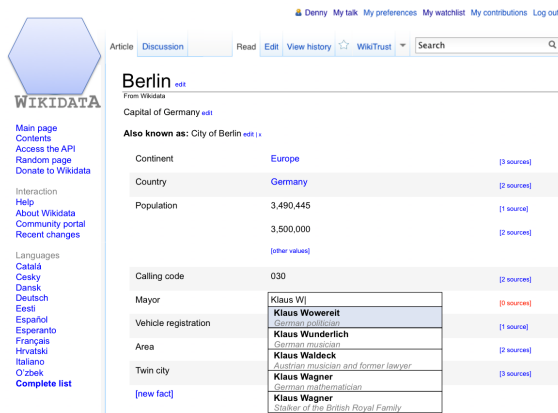 Denny My talk My preferences My watchlist My contributions Log out
Article Discussion Read Edit View history WikiTrust Search
WIKIDATA
Main page
Contents
Access the API
Random page
Donate to Wikidata
Interaction
Help
About Wikidata
Community portal
Recent changes
Languages
Català
Cesky
Dansk
Deutsch
Eesti
Español
Esperanto
Français
Hrvatski
Italiano
O'zbek
Complete list
Berlin edit
From Wikidata
Capital of Germany edit
Also known as: City of Berlin edit | x
Continent Europe [3 sources]
Country Germany [2 sources]
Population 3,490,445 [1 source]
3,500,000 [2 sources]
[other values]
Calling code 030 [2 sources]
Mayor Klaus W| [0 sources]
Klaus Wowereit
German politician
Vehicle registration [1 source]
Klaus Wunderlich
German musician
Area [2 sources]
Klaus Waldeck
Austrian musician and former lawyer
Twin city [3 sources]
Klaus Wagner
German mathematician
[new fact]
Klaus Wagner
Stalker of the British Royal Family